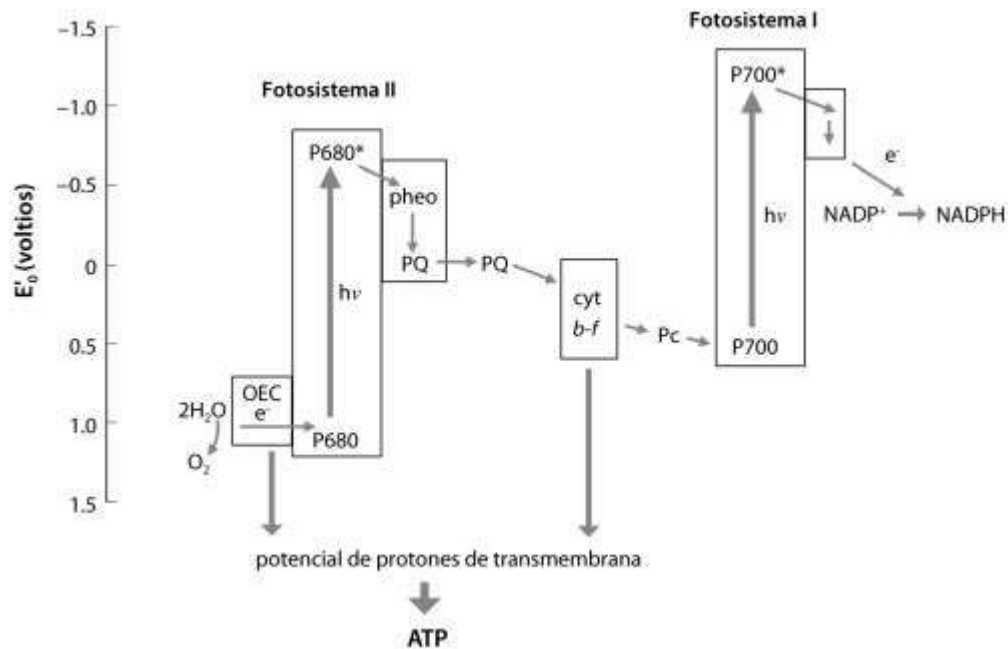 Fotosistema I
Fotosistema II
E'₀ (voltios)
–1.5
–1.0
–0.5
0
0.5
1.0
1.5
P680*
pheo
PQ
PQ
hν
OEC
e⁻
2H₂O
O₂
P680
cyt
b-f
Pc
P700*
hν
P700
e⁻
NADP⁺
NADPH
potencial de protones de transmembrana
ATP